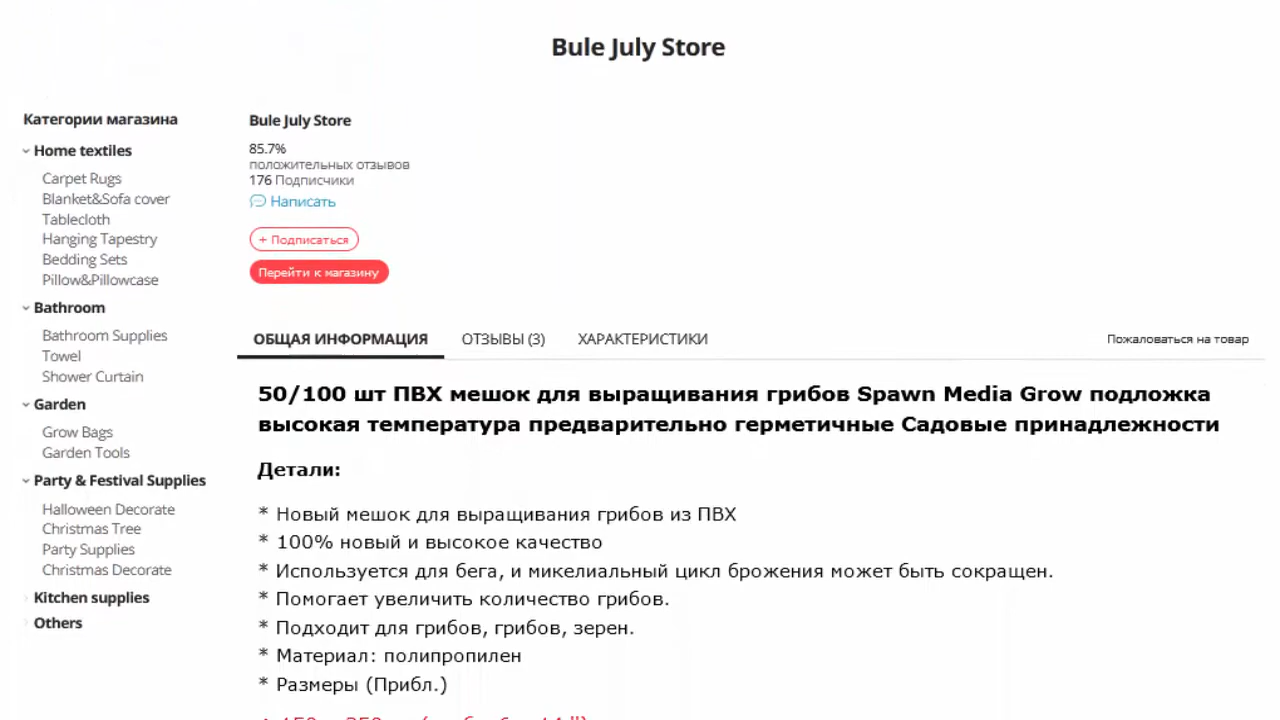 Bule July Store
Категории магазина
Home textiles
Carpet Rugs
Blanket&Sofa cover
Tablecloth
Hanging Tapestry
Bedding Sets
Pillow&Pillowcase
Bathroom
Bathroom Supplies
Towel
Shower Curtain
Garden
Grow Bags
Garden Tools
Party & Festival Supplies
Halloween Decorate
Christmas Tree
Party Supplies
Christmas Decorate
Kitchen supplies
Others
Bule July Store
85.7%
положительных отзывов
176 Подписчики
Написать
+ Подписаться
Перейти к магазину
ОБЩАЯ ИНФОРМАЦИЯ ОТЗЫВЫ (3) ХАРАКТЕРИСТИКИ Пожаловаться на товар
50/100 шт ПВХ мешок для выращивания грибов Spawn Media Grow подложка
высокая температура предварительно герметичные Садовые принадлежности
Детали:
* Новый мешок для выращивания грибов из ПВХ
* 100% новый и высокое качество
* Используется для бега, и микелиальный цикл брожения может быть сокращен.
* Помогает увеличить количество грибов.
* Подходит для грибов, грибов, зерен.
* Материал: полипропилен
* Размеры (Прибл.)